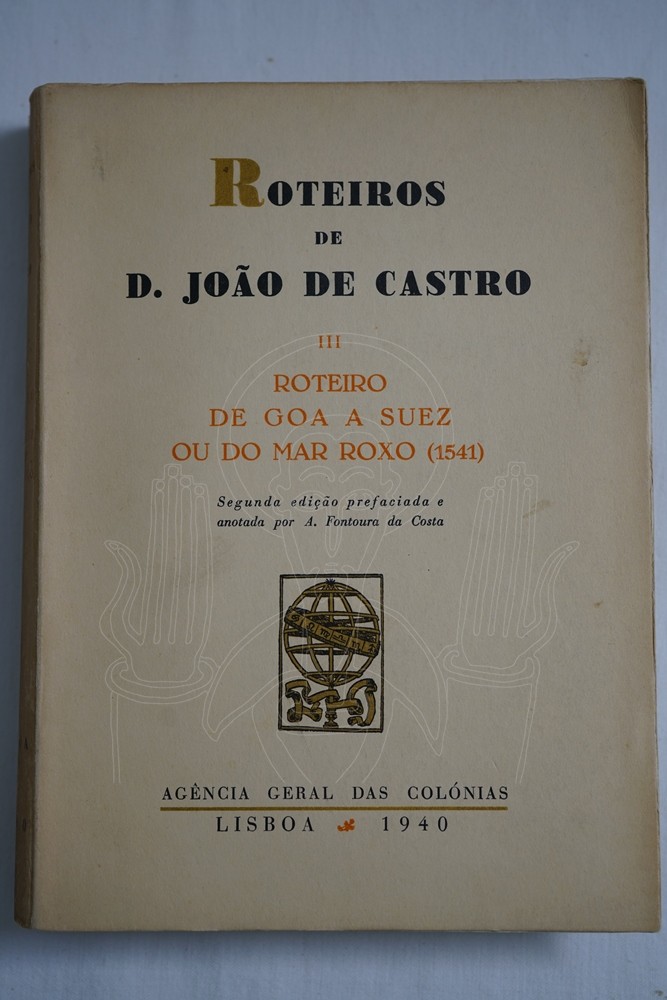 ROTEIROS
DE
D. JOÃO DE CASTRO
III
ROTEIRO
DE GOA A SUEZ
OU DO MAR ROXO (1541)
Segunda edição prefaciada e
anotada por A. Fontoura da Costa
AGÊNCIA GERAL DAS COLÓNIAS
LISBOA 1940